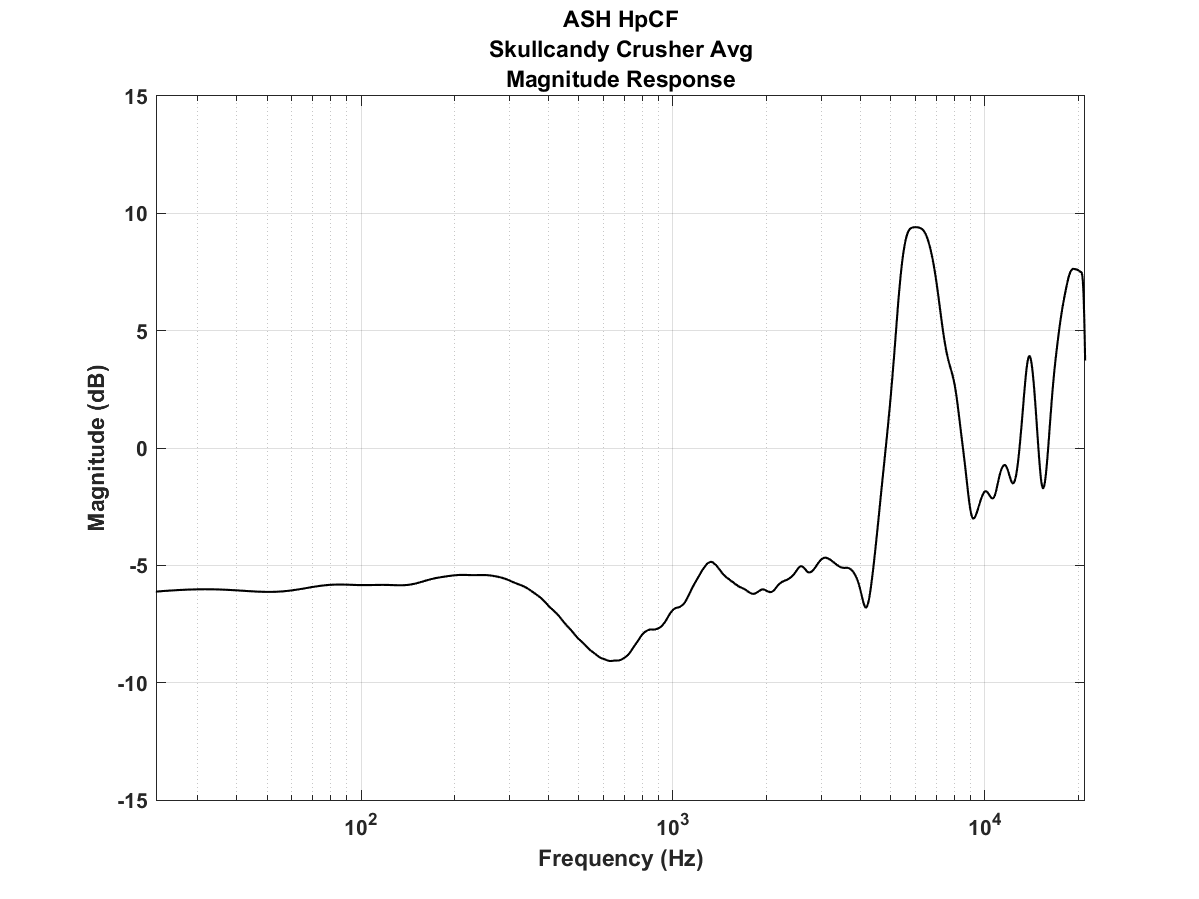 ASH HpCF
Skullcandy Crusher Avg
Magnitude Response
15
10
5
0
-5
-10
-15
Magnitude (dB)
10²
10³
10⁴
Frequency (Hz)